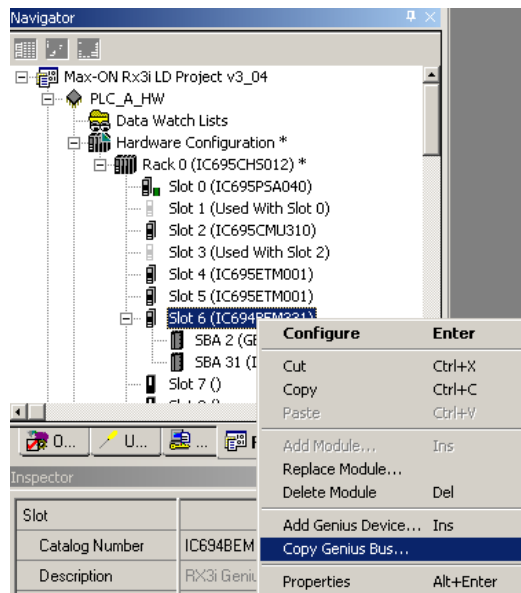 Navigator
Max-ON Rx3i LD Project v3_04
PLC_A_HW
Data Watch Lists
Hardware Configuration *
Rack 0 (IC695CHS012) *
Slot 0 (IC695PSA040)
Slot 1 (Used With Slot 0)
Slot 2 (IC695CMU310)
Slot 3 (Used With Slot 2)
Slot 4 (IC695ETM001)
Slot 5 (IC695ETM001)
Slot 6 (IC694BEM331)
SBA 2 (GE
SBA 31 (I
Slot 7 ()
Configure Enter
Cut Ctrl+X
Copy Ctrl+C
Paste Ctrl+V
Add Module... Ins
Replace Module...
Delete Module Del
Add Genius Device... Ins
Copy Genius Bus...
Properties Alt+Enter
O... U... ...
Inspector
Slot
Catalog Number IC694BEM
Description RX3i Geniu